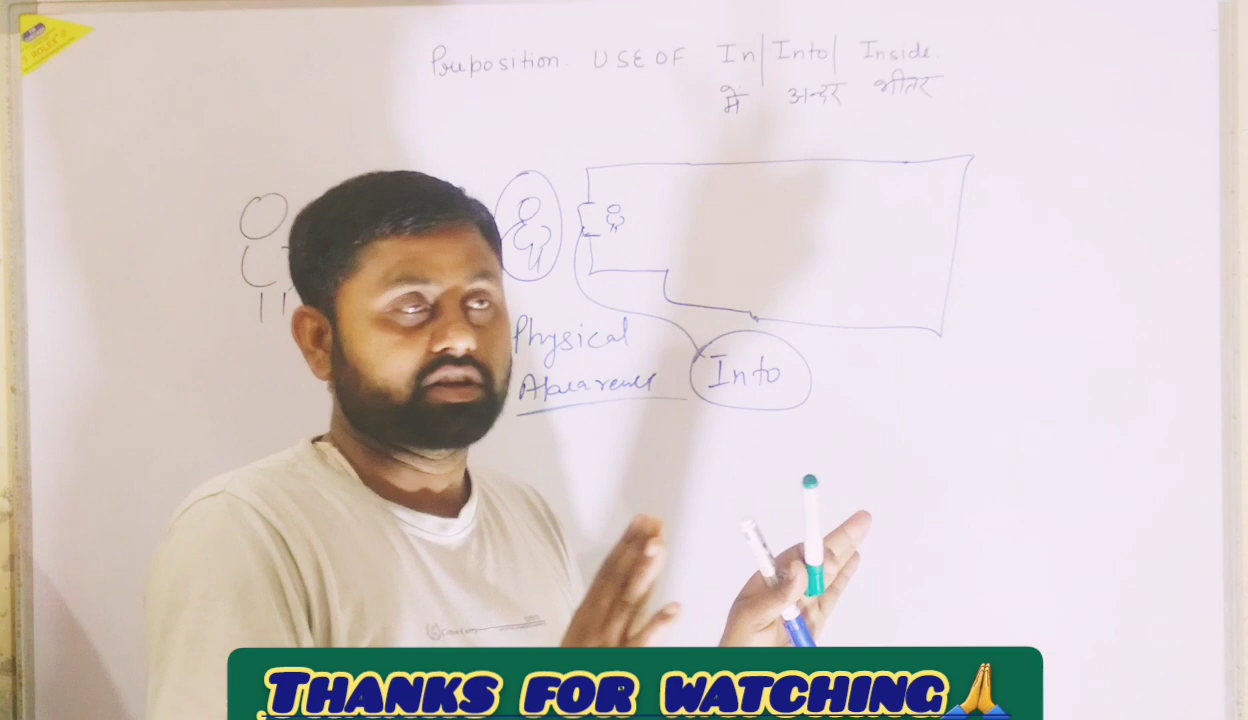 Preposition. USE OF In| Into| Inside.
में अन्दर भीतर
Physical
Apearence
Into
THANKS FOR WATCHING🙏